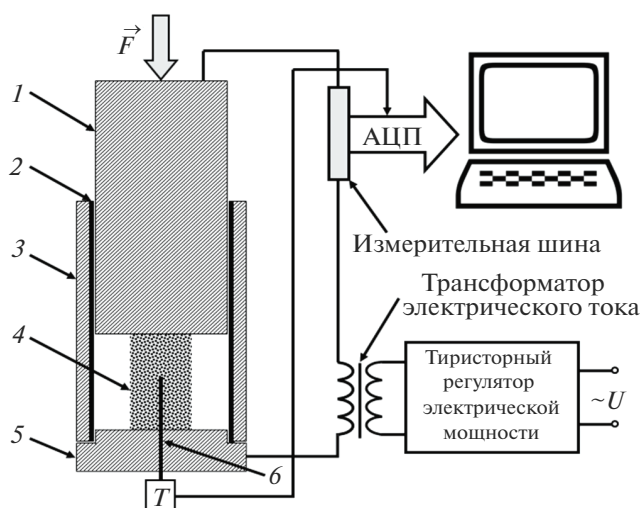 F
1
2
3
4
5
6
T
АЦП
Измерительная шина
Трансформатор
электрического тока
Тиристорный
регулятор
электрической
мощности
~U